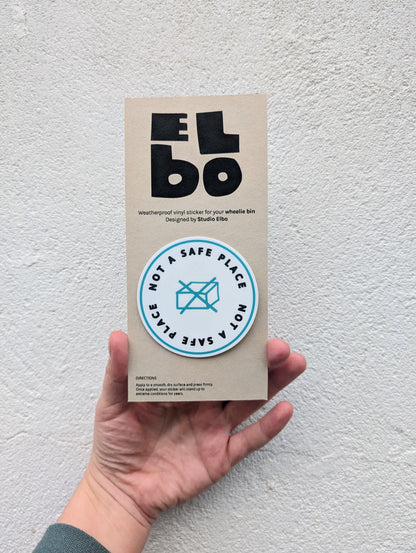 EL
bo
Weatherproof vinyl sticker for your wheelie bin
Designed by Studio Elbo
NOT A SAFE PLACE
NOT A SAFE PLACE
DIRECTIONS
Apply to a smooth, dry surface and press firmly.
Once applied, your sticker will stand up to
extreme conditions for years.